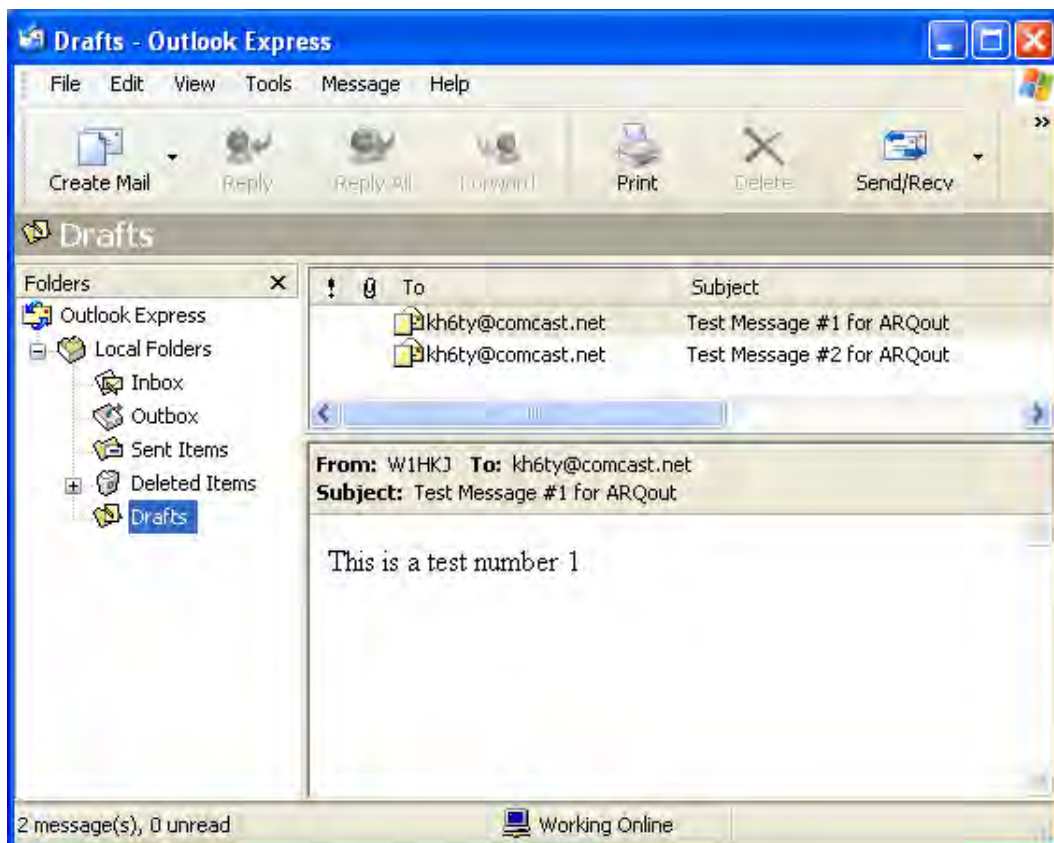 Drafts - Outlook Express
File Edit View Tools Message Help
»
Create Mail Reply Reply All Forward Print Delete Send/Recv
Drafts
Folders
Outlook Express
Local Folders
Inbox
Outbox
Sent Items
Deleted Items
Drafts
! To Subject
kh6ty@comcast.net Test Message #1 for ARQout
kh6ty@comcast.net Test Message #2 for ARQout
From: W1HKJ To: kh6ty@comcast.net
Subject: Test Message #1 for ARQout
This is a test number 1
2 message(s), 0 unread Working Online